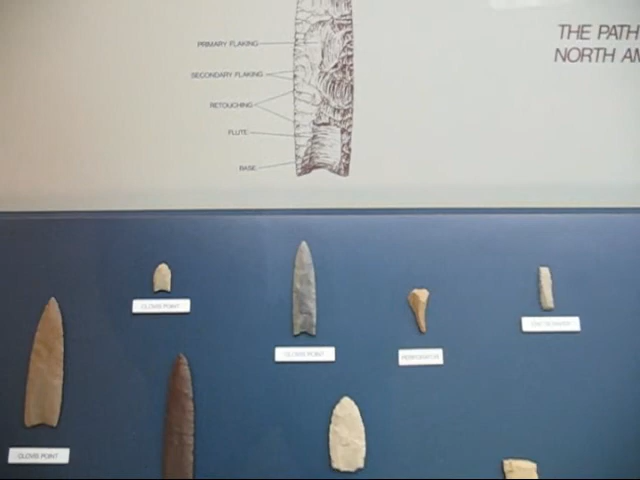 THE PATH
NORTH AM
PRIMARY FLAKING
SECONDARY FLAKING
RETOUCHING
FLUTE
BASE
CLOVIS POINT
CLOVIS POINT
PERFORATOR
CLOVIS POINT